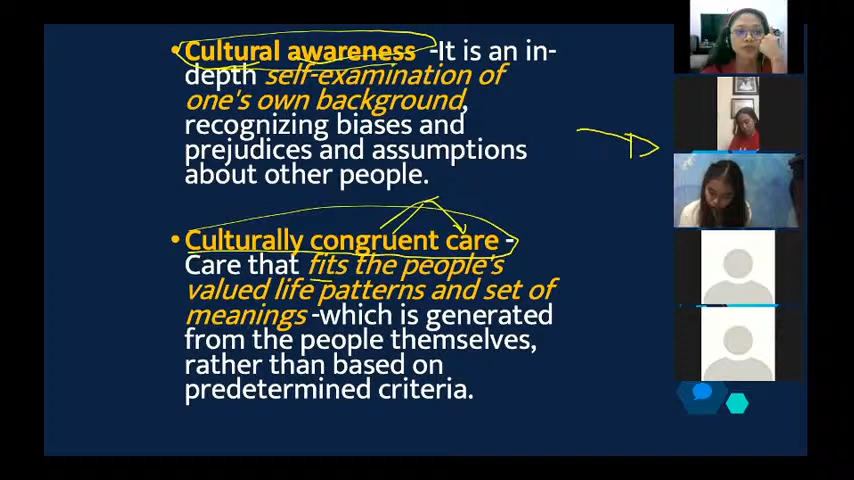 • Cultural awareness -It is an in-
depth self-examination of
one's own background,
recognizing biases and
prejudices and assumptions
about other people.
• Culturally congruent care -
Care that fits the people's
valued life patterns and set of
meanings -which is generated
from the people themselves,
rather than based on
predetermined criteria.